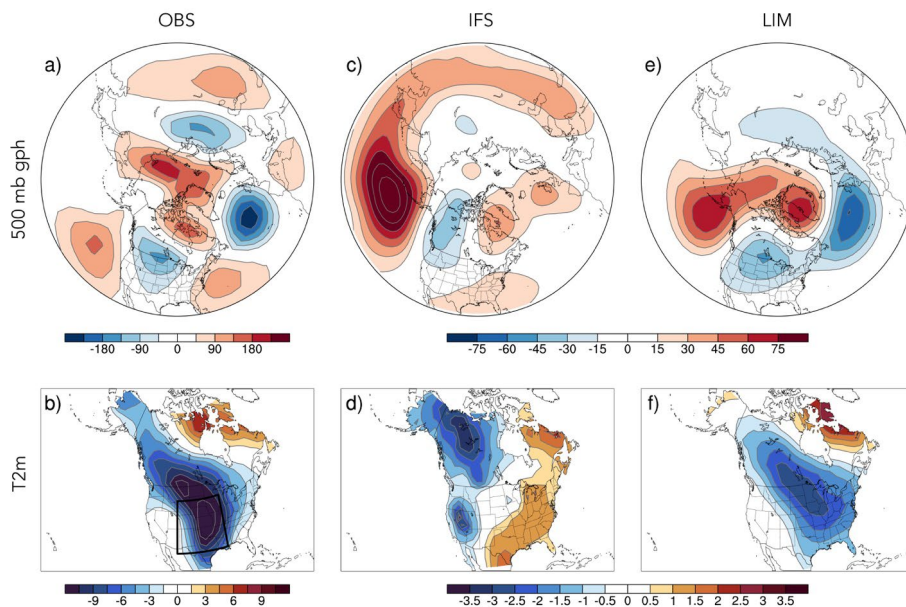 OBS IFS LIM
500 mb gph
a) c) e)
-180 -90 0 90 180
-75 -60 -45 -30 -15 0 15 30 45 60 75
T2m
b) d) f)
-9 -6 -3 0 3 6 9
-3.5 -3 -2.5 -2 -1.5 -1 -0.5 0 0.5 1 1.5 2 2.5 3 3.5